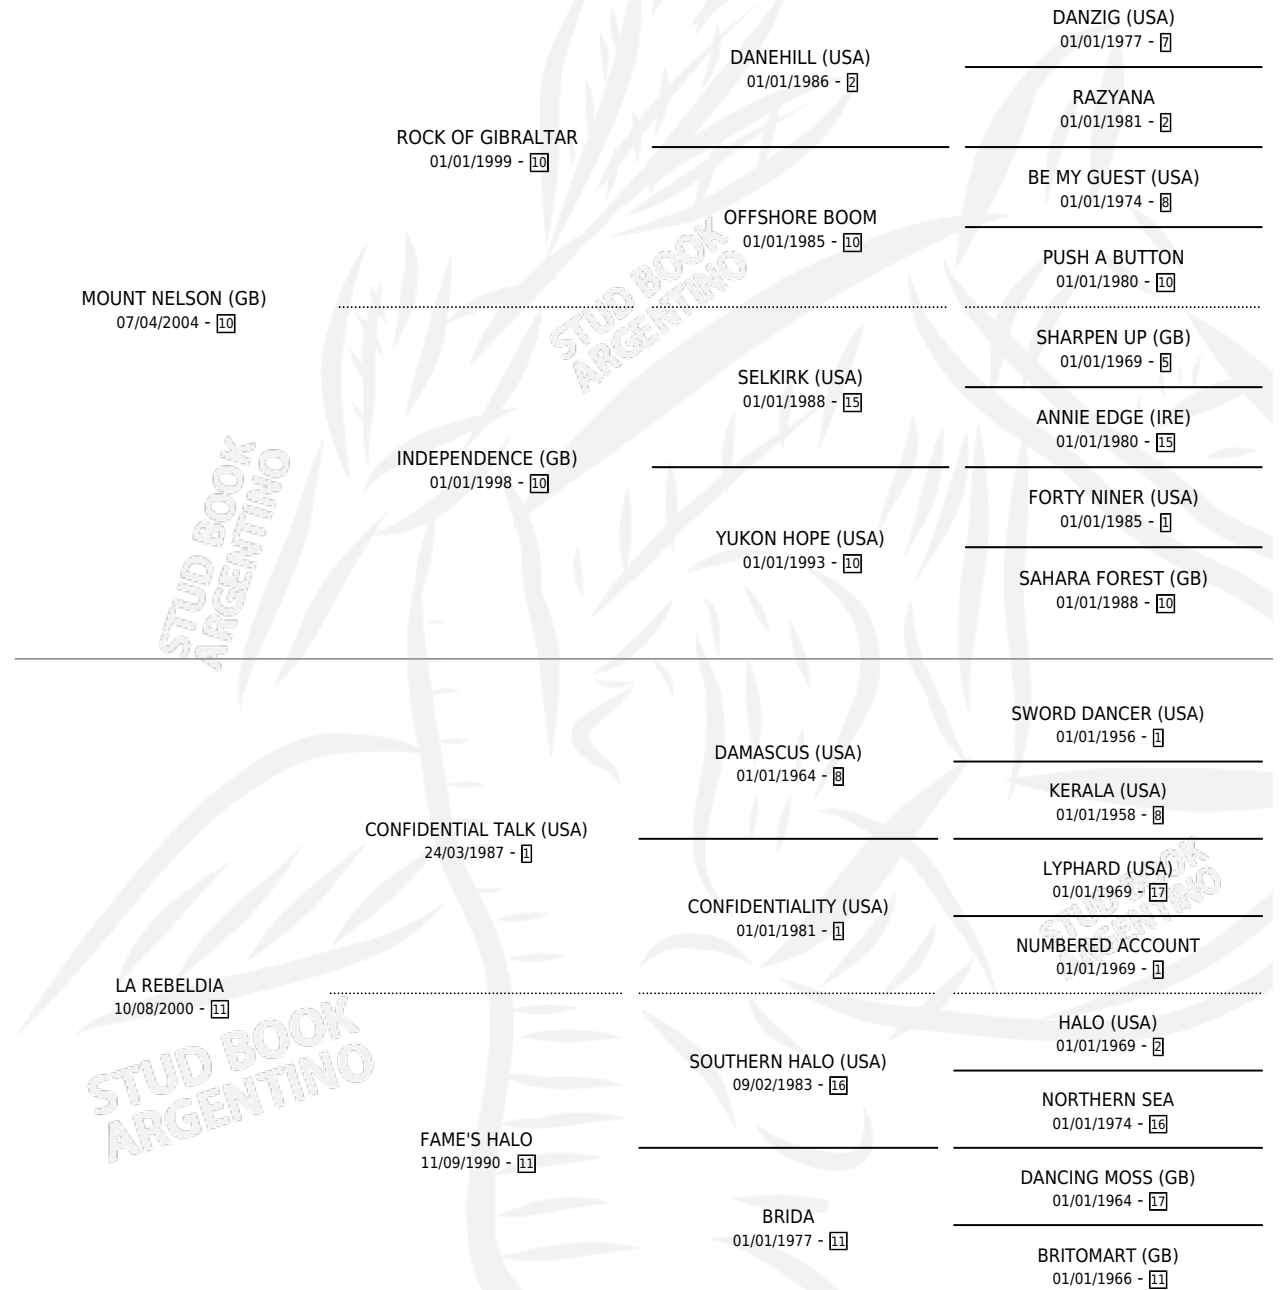 DANZIG (USA)
01/01/1977 - 7
DANEHILL (USA)
01/01/1986 - 2
RAZYANA
01/01/1981 - 2
ROCK OF GIBRALTAR
01/01/1999 - 10
BE MY GUEST (USA)
01/01/1974 - 8
OFFSHORE BOOM
01/01/1985 - 10
PUSH A BUTTON
01/01/1980 - 10
MOUNT NELSON (GB)
07/04/2004 - 10
STUD BOOK
ARGENTINO
SHARPEN UP (GB)
01/01/1969 - 5
SELKIRK (USA)
01/01/1988 - 15
ANNIE EDGE (IRE)
01/01/1980 - 15
INDEPENDENCE (GB)
01/01/1998 - 10
FORTY NINER (USA)
01/01/1985 - 1
YUKON HOPE (USA)
01/01/1993 - 10
SAHARA FOREST (GB)
01/01/1988 - 10
STUD BOOK
ARGENTINO
SWORD DANCER (USA)
01/01/1956 - 1
DAMASCUS (USA)
01/01/1964 - 8
KERALA (USA)
01/01/1958 - 8
CONFIDENTIAL TALK (USA)
24/03/1987 - 1
LYPHARD (USA)
01/01/1969 - 17
CONFIDENTIALITY (USA)
01/01/1981 - 1
STUD BOOK
ARGENTINO
NUMBERED ACCOUNT
01/01/1969 - 1
LA REBELDIA
10/08/2000 - 11
HALO (USA)
01/01/1969 - 2
SOUTHERN HALO (USA)
09/02/1983 - 16
STUD BOOK
ARGENTINO
NORTHERN SEA
01/01/1974 - 16
FAME'S HALO
11/09/1990 - 11
DANCING MOSS (GB)
01/01/1964 - 17
BRIDA
01/01/1977 - 11
BRITOMART (GB)
01/01/1966 - 11